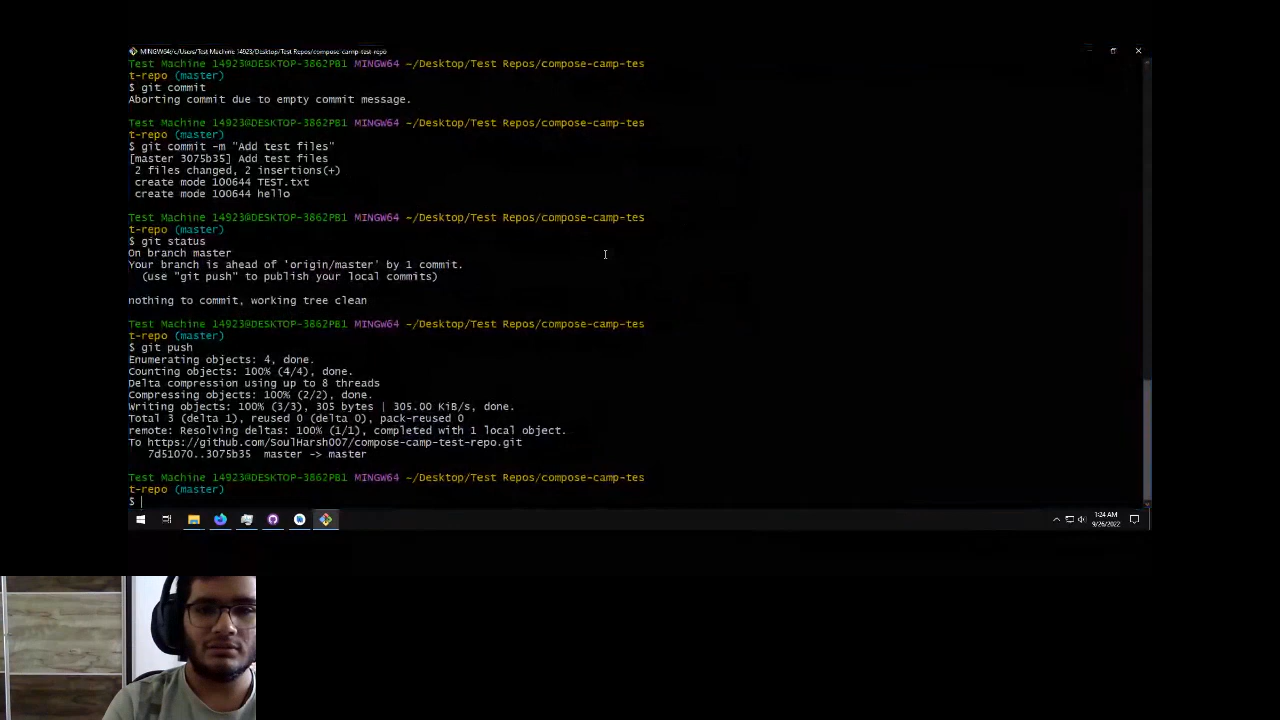 MINGW64:/c/Users/Test Machine 14923/Desktop/Test Repos/compose-camp-test-repo
Test Machine 14923@DESKTOP-3862PB1 MINGW64 ~/Desktop/Test Repos/compose-camp-tes
t-repo (master)
$ git commit
Aborting commit due to empty commit message.
Test Machine 14923@DESKTOP-3862PB1 MINGW64 ~/Desktop/Test Repos/compose-camp-tes
t-repo (master)
$ git commit -m "Add test files"
[master 3075b35] Add test files
2 files changed, 2 insertions(+)
create mode 100644 TEST.txt
create mode 100644 hello
Test Machine 14923@DESKTOP-3862PB1 MINGW64 ~/Desktop/Test Repos/compose-camp-tes
t-repo (master)
$ git status
On branch master
Your branch is ahead of 'origin/master' by 1 commit.
(use "git push" to publish your local commits)
nothing to commit, working tree clean
Test Machine 14923@DESKTOP-3862PB1 MINGW64 ~/Desktop/Test Repos/compose-camp-tes
t-repo (master)
$ git push
Enumerating objects: 4, done.
Counting objects: 100% (4/4), done.
Delta compression using up to 8 threads
Compressing objects: 100% (2/2), done.
Writing objects: 100% (3/3), 305 bytes | 305.00 KiB/s, done.
Total 3 (delta 1), reused 0 (delta 0), pack-reused 0
remote: Resolving deltas: 100% (1/1), completed with 1 local object.
To https://github.com/SoulHarsh007/compose-camp-test-repo.git
7d51070..3075b35  master -> master
Test Machine 14923@DESKTOP-3862PB1 MINGW64 ~/Desktop/Test Repos/compose-camp-tes
t-repo (master)
$
1:24 AM
9/26/2022